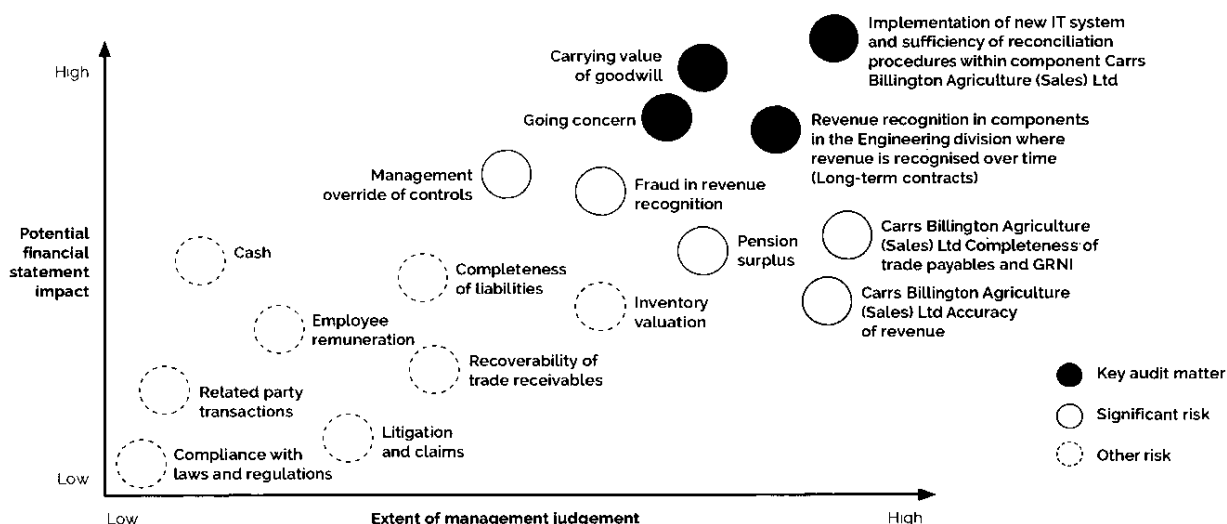 Implementation of new IT system
and sufficiency of reconciliation
procedures within component Carrs
Billington Agriculture (Sales) Ltd
High
Carrying value
of goodwill
Going concern
Revenue recognition in components
in the Engineering division where
revenue is recognised over time
(Long-term contracts)
Management
override of controls
Fraud in revenue
recognition
Potential
financial
statement
impact
Cash
Completeness
of liabilities
Pension
surplus
Carrs Billington Agriculture
(Sales) Ltd Completeness of
trade payables and GRNI
Employee
remuneration
Inventory
valuation
Carrs Billington Agriculture
(Sales) Ltd Accuracy
of revenue
Recoverability of
trade receivables
Related party
transactions
Litigation
and claims
Compliance with
laws and regulations
Key audit matter
Significant risk
Other risk
Low
Low
Extent of management judgement
High